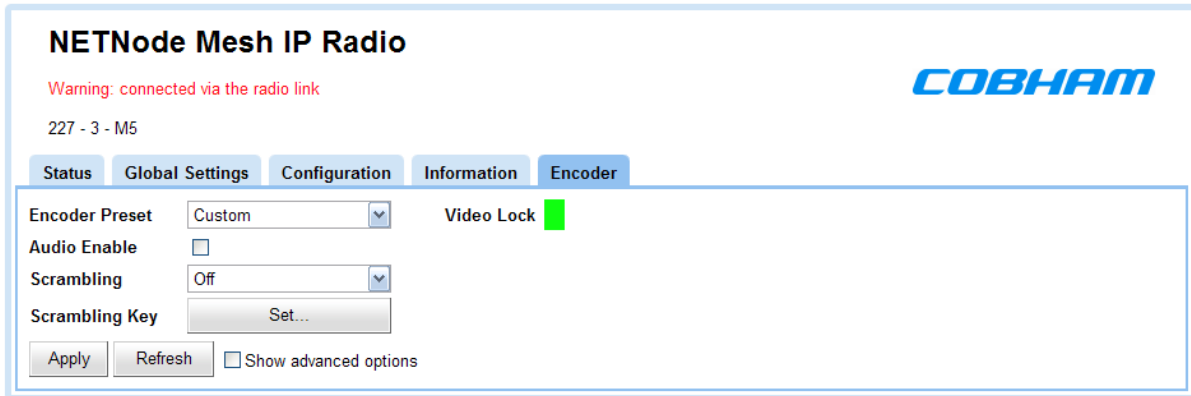 NETNode Mesh IP Radio
COBHAM
Warning: connected via the radio link
227 - 3 - M5
Status Global Settings Configuration Information Encoder
Encoder Preset Custom Video Lock
Audio Enable
Scrambling Off
Scrambling Key Set...
Apply Refresh Show advanced options